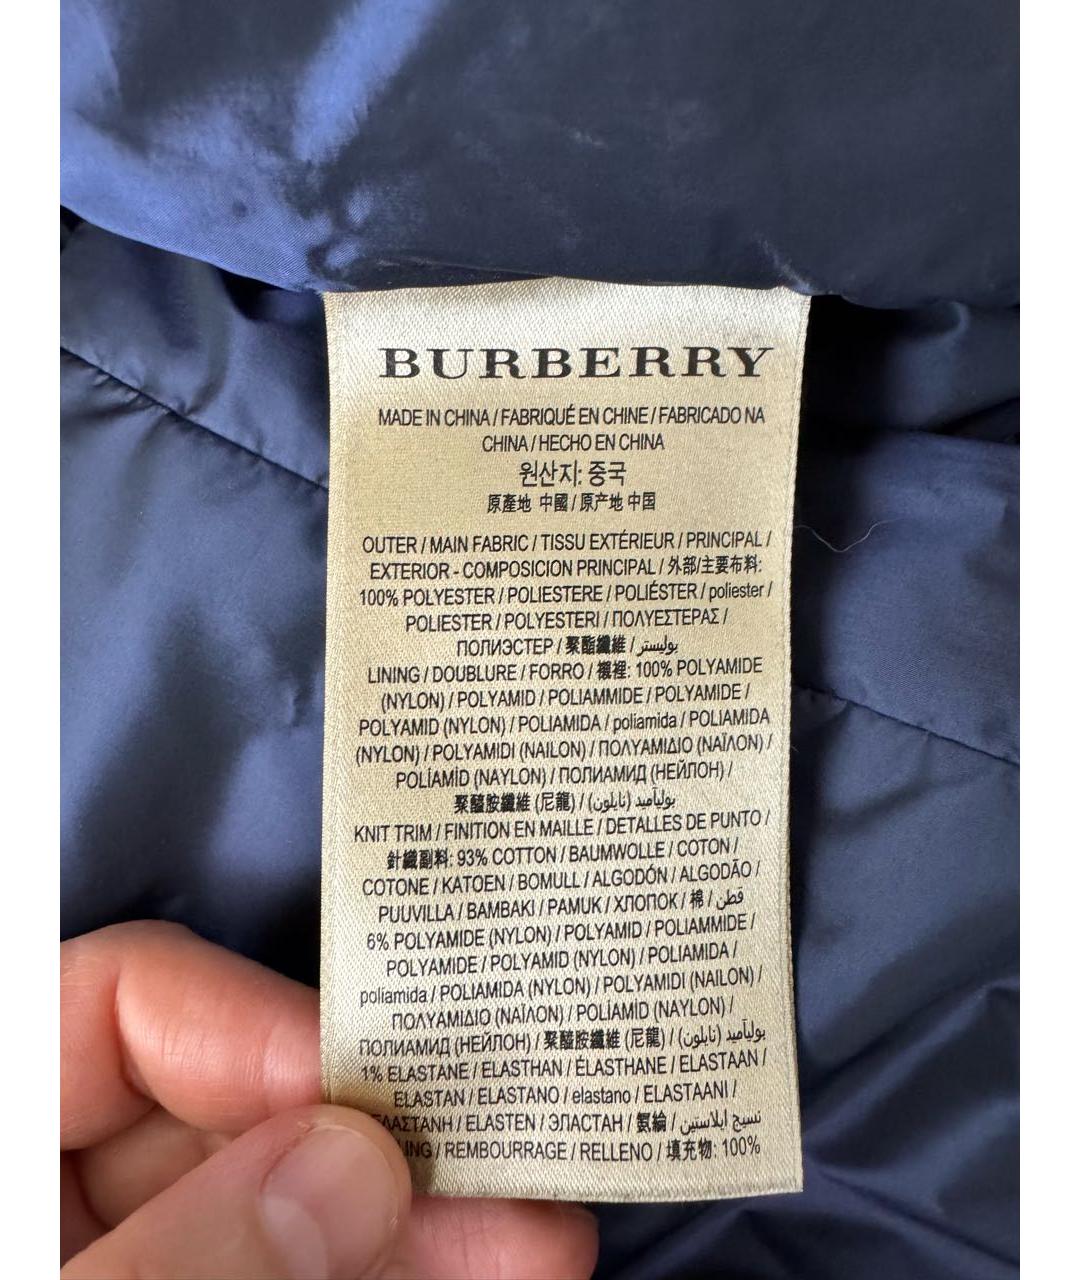 BURBERRY
MADE IN CHINA / FABRIQUÉ EN CHINE / FABRICADO NA
CHINA / HECHO EN CHINA
원산지: 중국
原產地 中國 / 原产地 中国
OUTER / MAIN FABRIC / TISSU EXTÉRIEUR / PRINCIPAL /
EXTERIOR - COMPOSICION PRINCIPAL / 外部/主要布料:
100% POLYESTER / POLIESTERE / POLIÉSTER / poliester /
POLIESTER / POLYESTERI / ΠΟΛΥΕΣΤΕΡΑΣ /
ПОЛИЭСТЕР / 聚酯纖維 / بوليستر
LINING / DOUBLURE / FORRO / 襯裡: 100% POLYAMIDE
(NYLON) / POLYAMID / POLIAMMIDE / POLYAMIDE /
POLYAMID (NYLON) / POLIAMIDA / poliamida / POLIAMIDA
(NYLON) / POLYAMIDI (NAILON) / ΠΟΛΥΑΜΙΔΙΟ (ΝΑΪΛΟΝ) /
POLİAMİD (NAYLON) / ПОЛИАМИД (НЕЙЛОН) /
聚醯胺纖維 (尼龍) / بوليآميد (نايلون)
KNIT TRIM / FINITION EN MAILLE / DETALLES DE PUNTO /
針織副料: 93% COTTON / BAUMWOLLE / COTON /
COTONE / KATOEN / BOMULL / ALGODÓN / ALGODÃO /
PUUVILLA / ΒΑΜΒΑΚΙ / PAMUK / ХЛОПОК / 棉 / قطن
6% POLYAMIDE (NYLON) / POLYAMID / POLIAMMIDE /
POLYAMIDE / POLYAMID (NYLON) / POLIAMIDA /
poliamida / POLIAMIDA (NYLON) / POLYAMIDI (NAILON) /
ΠΟΛΥΑΜΙΔΙΟ (ΝΑΪΛΟΝ) / POLİAMİD (NAYLON) /
ПОЛИАМИД (НЕЙЛОН) / 聚醯胺纖維 (尼龍) / بوليآميد (نايلون)
1% ELASTANE / ELASTHAN / ÉLASTHANE / ELASTAAN /
ELASTAN / ELASTANO / elastano / ELASTAANI /
ΛΑΣΤΑΝΗ / ELASTEN / ЭЛАСТАН / 氨綸 / نسيج ايلاستين
LING / REMBOURRAGE / RELLENO / 填充物: 100%